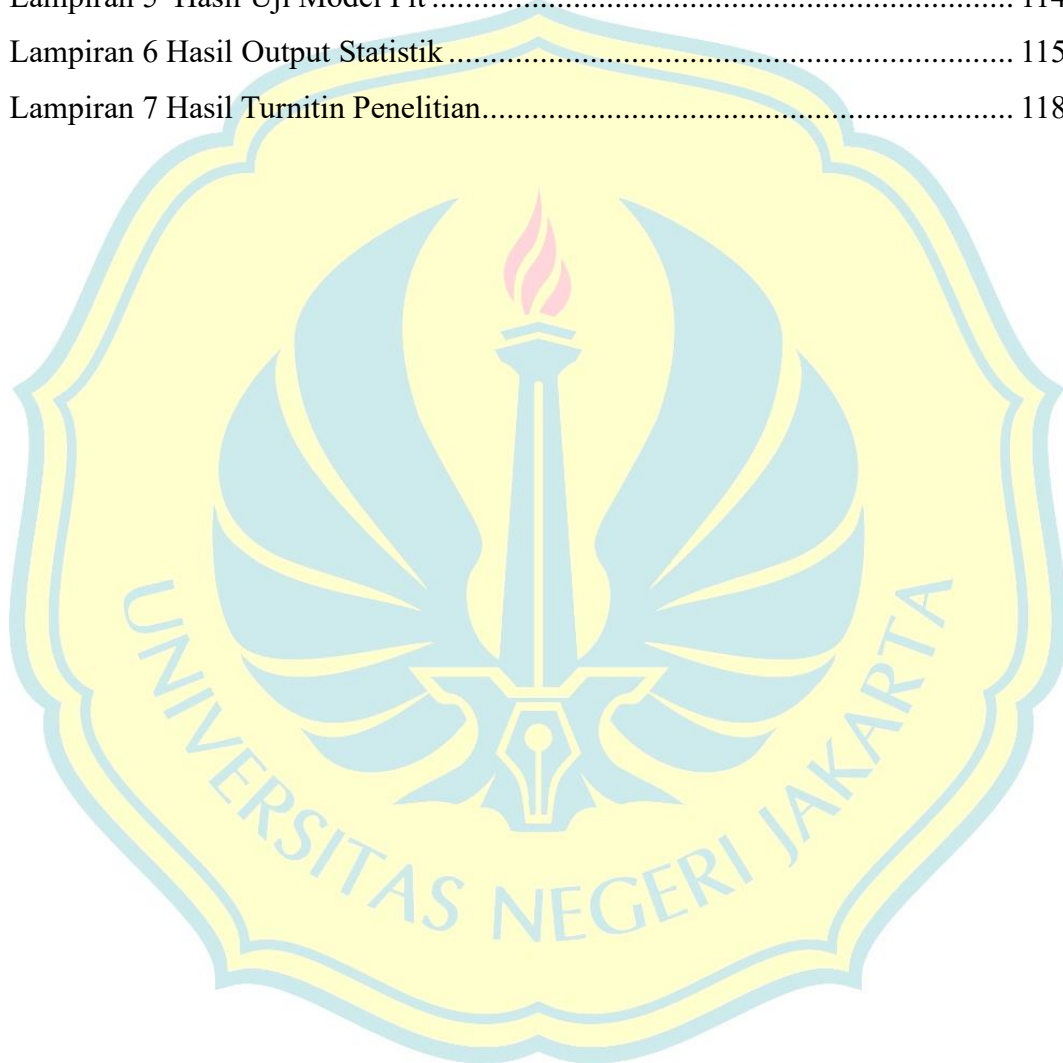 Lampiran 5 Hasil Uji Model Fit ........................................................................ 114
Lampiran 6 Hasil Output Statistik ..................................................................... 115
Lampiran 7 Hasil Turnitin Penelitian................................................................. 118
UNIVERSITAS NEGERI JAKARTA